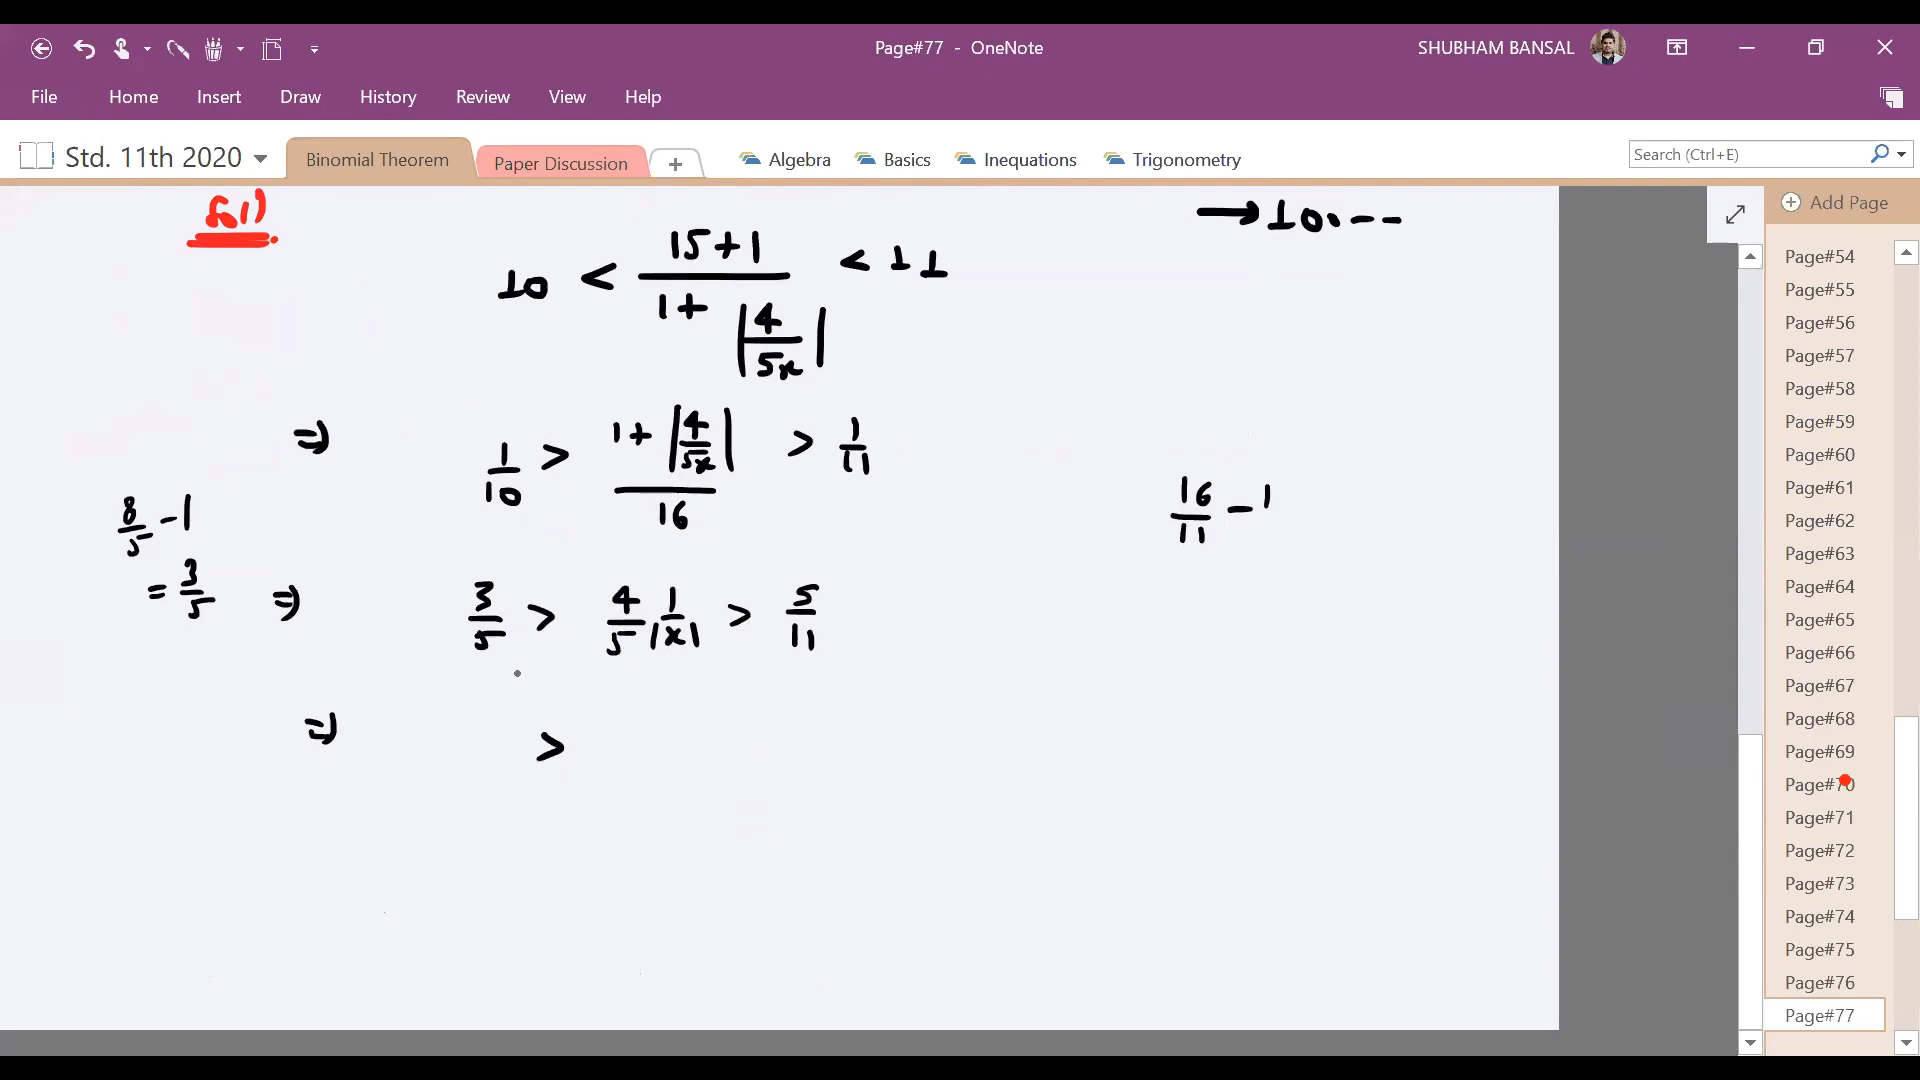 Page#77 - OneNote
SHUBHAM BANSAL
File Home Insert Draw History Review View Help
Std. 11th 2020
Binomial Theorem
Paper Discussion
+
Algebra
Basics
Inequations
Trigonometry
Search (Ctrl+E)
Add Page
Page#54
Page#55
Page#56
Page#57
Page#58
Page#59
Page#60
Page#61
Page#62
Page#63
Page#64
Page#65
Page#66
Page#67
Page#68
Page#69
Page#70
Page#71
Page#72
Page#73
Page#74
Page#75
Page#76
Page#77
→ 10.--
10 < (15+1)/(1+|4/5x|) < 11
⇒ 1/10 > (1+|4/5x|)/16 > 1/11
8/5 - 1
= 3/5
16/11 - 1
⇒ 3/5 > 4/5 1/|x| > 5/11
⇒ >